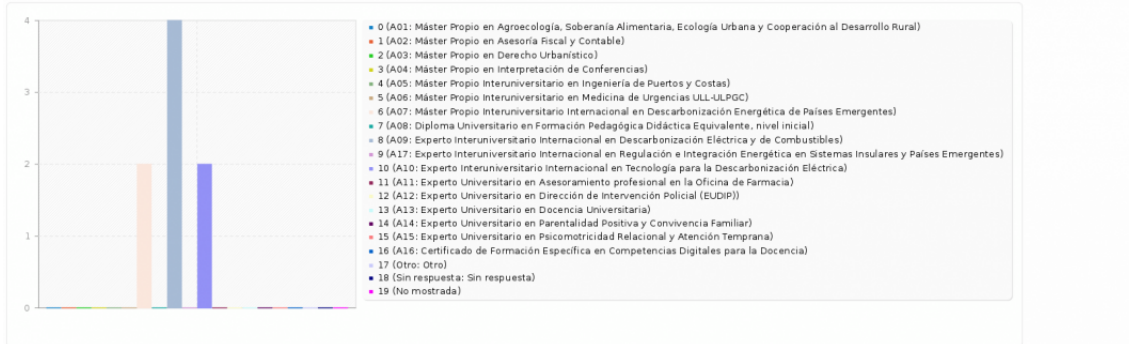 4
3
2
1
0
0 (A01: Máster Propio en Agroecología, Soberanía Alimentaria, Ecología Urbana y Cooperación al Desarrollo Rural)
1 (A02: Máster Propio en Asesoría Fiscal y Contable)
2 (A03: Máster Propio en Derecho Urbanístico)
3 (A04: Máster Propio en Interpretación de Conferencias)
4 (A05: Máster Propio Interuniversitario en Ingeniería de Puertos y Costas)
5 (A06: Máster Propio Interuniversitario en Medicina de Urgencias ULL-ULPGC)
6 (A07: Máster Propio Interuniversitario Internacional en Descarbonización Energética de Países Emergentes)
7 (A08: Diploma Universitario en Formación Pedagógica Didáctica Equivalente, nivel inicial)
8 (A09: Experto Interuniversitario Internacional en Descarbonización Eléctrica y de Combustibles)
9 (A17: Experto Interuniversitario Internacional en Regulación e Integración Energética en Sistemas Insulares y Países Emergentes)
10 (A10: Experto Interuniversitario Internacional en Tecnología para la Descarbonización Eléctrica)
11 (A11: Experto Universitario en Asesoramiento profesional en la Oficina de Farmacia)
12 (A12: Experto Universitario en Dirección de Intervención Policial (EUDIP))
13 (A13: Experto Universitario en Docencia Universitaria)
14 (A14: Experto Universitario en Parentalidad Positiva y Convivencia Familiar)
15 (A15: Experto Universitario en Psicomotricidad Relacional y Atención Temprana)
16 (A16: Certificado de Formación Específica en Competencias Digitales para la Docencia)
17 (Otro: Otro)
18 (Sin respuesta: Sin respuesta)
19 (No mostrada)